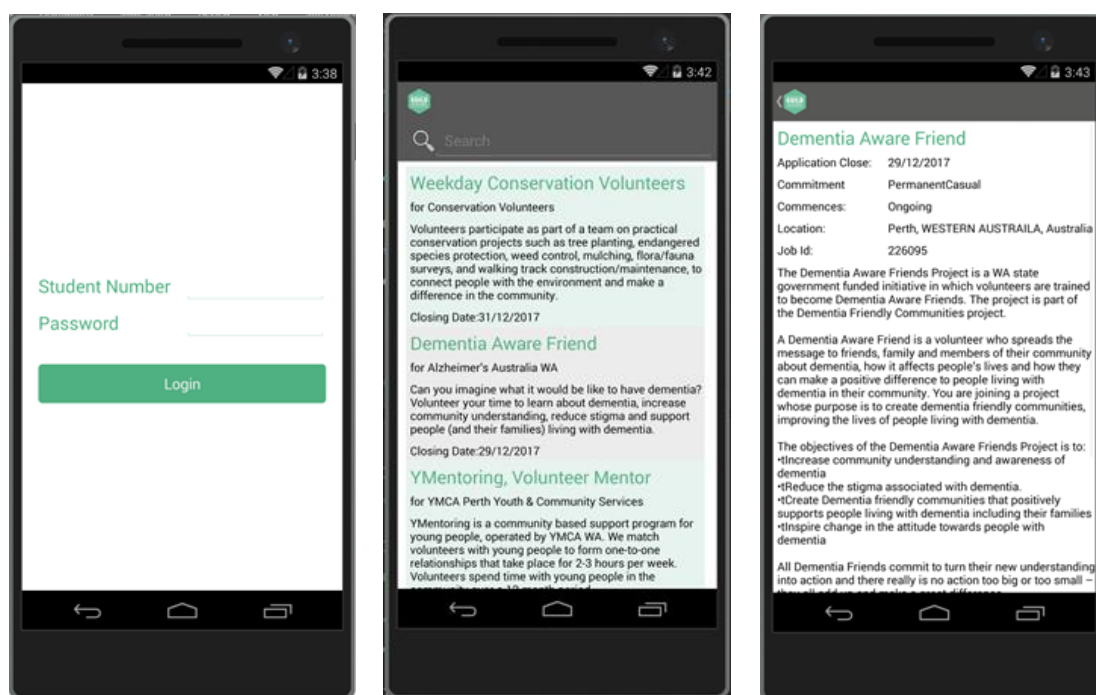 3:38
Student Number
Password
Login
3:42
Search
Weekday Conservation Volunteers
for Conservation Volunteers
Volunteers participate as part of a team on practical
conservation projects such as tree planting, endangered
species protection, weed control, mulching, flora/fauna
surveys, and walking track construction/maintenance, to
connect people with the environment and make a
difference in the community.
Closing Date:31/12/2017
Dementia Aware Friend
for Alzheimer's Australia WA
Can you imagine what it would be like to have dementia?
Volunteer your time to learn about dementia, increase
community understanding, reduce stigma and support
people (and their families) living with dementia.
Closing Date:29/12/2017
YMentoring, Volunteer Mentor
for YMCA Perth Youth & Community Services
YMentoring is a community based support program for
young people, operated by YMCA WA. We match
volunteers with young people to form one-to-one
relationships that take place for 2-3 hours per week.
Volunteers spend time with young people in the
3:43
Dementia Aware Friend
Application Close: 29/12/2017
Commitment PermanentCasual
Commences: Ongoing
Location: Perth, WESTERN AUSTRAILA, Australia
Job Id: 226095
The Dementia Aware Friends Project is a WA state
government funded initiative in which volunteers are trained
to become Dementia Aware Friends. The project is part of
the Dementia Friendly Communities project.
A Dementia Aware Friend is a volunteer who spreads the
message to friends, family and members of their community
about dementia, how it affects people's lives and how they
can make a positive difference to people living with
dementia in their community. You are joining a project
whose purpose is to create dementia friendly communities,
improving the lives of people living with dementia.
The objectives of the Dementia Aware Friends Project is to:
•tIncrease community understanding and awareness of
dementia
•tReduce the stigma associated with dementia.
•tCreate Dementia friendly communities that positively
supports people living with dementia including their families
•tInspire change in the attitude towards people with
dementia
All Dementia Friends commit to turn their new understanding
into action and there really is no action too big or too small –